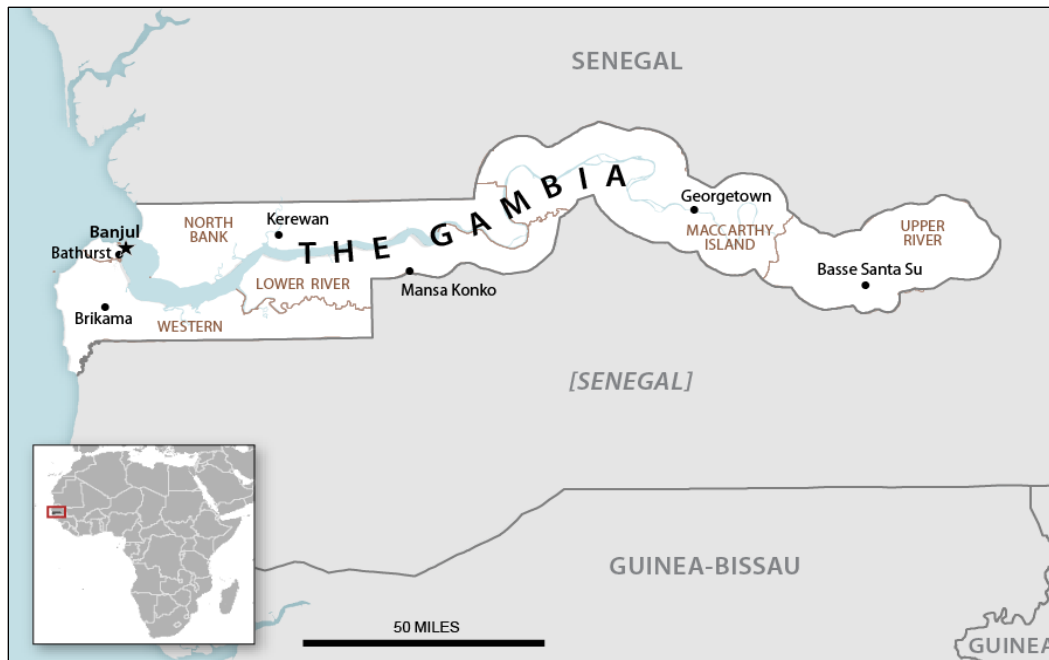 SENEGAL
Georgetown
NORTH
BANK
Kerewan
Banjul
Bathurst
THE GAMBIA
MACCARTHY
ISLAND
UPPER
RIVER
Basse Santa Su
LOWER RIVER
Mansa Konko
Brikama
WESTERN
[SENEGAL]
GUINEA-BISSAU
50 MILES
GUINEA